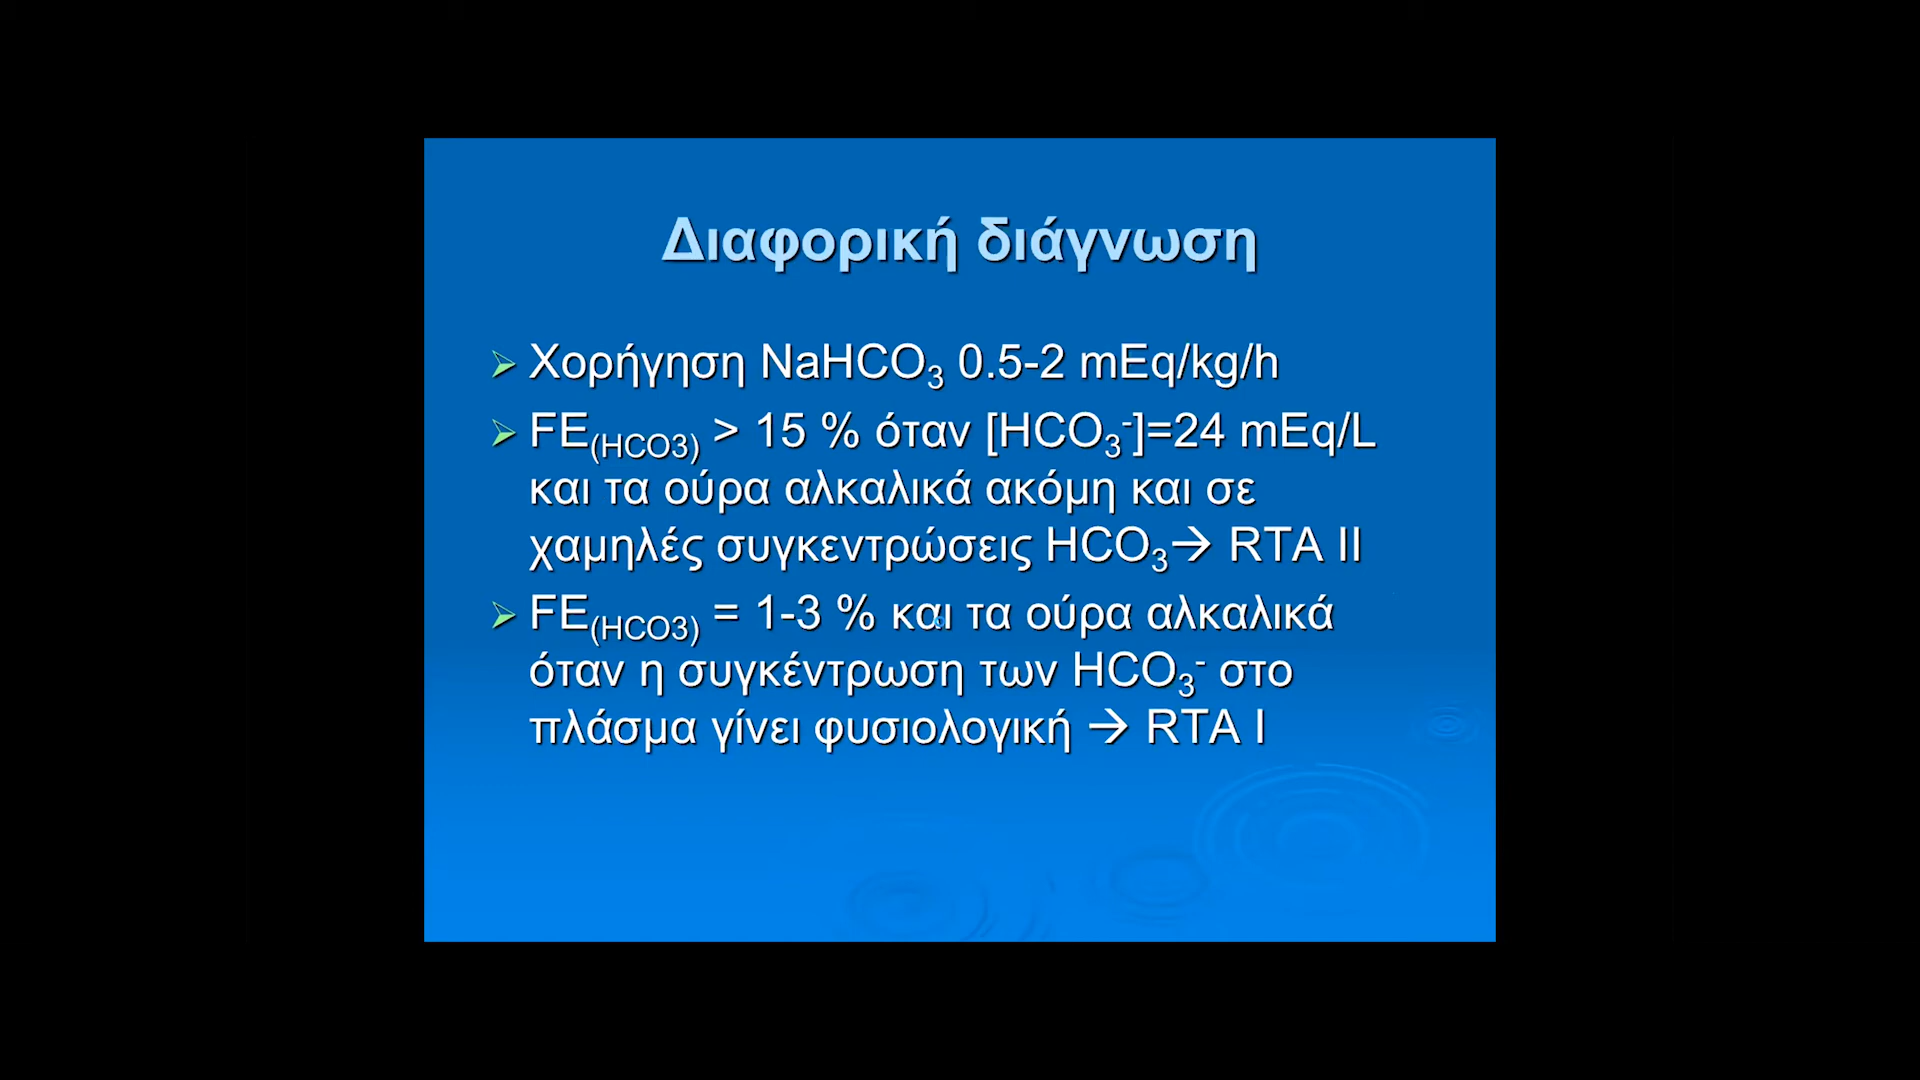 Διαφορική διάγνωση
➢ Χορήγηση NaHCO₃ 0.5-2 mEq/kg/h
➢ FE(HCO3) > 15 % όταν [HCO₃⁻]=24 mEq/L
και τα ούρα αλκαλικά ακόμη και σε
χαμηλές συγκεντρώσεις HCO₃→ RTA II
➢ FE(HCO3) = 1-3 % και τα ούρα αλκαλικά
όταν η συγκέντρωση των HCO₃⁻ στο
πλάσμα γίνει φυσιολογική → RTA I